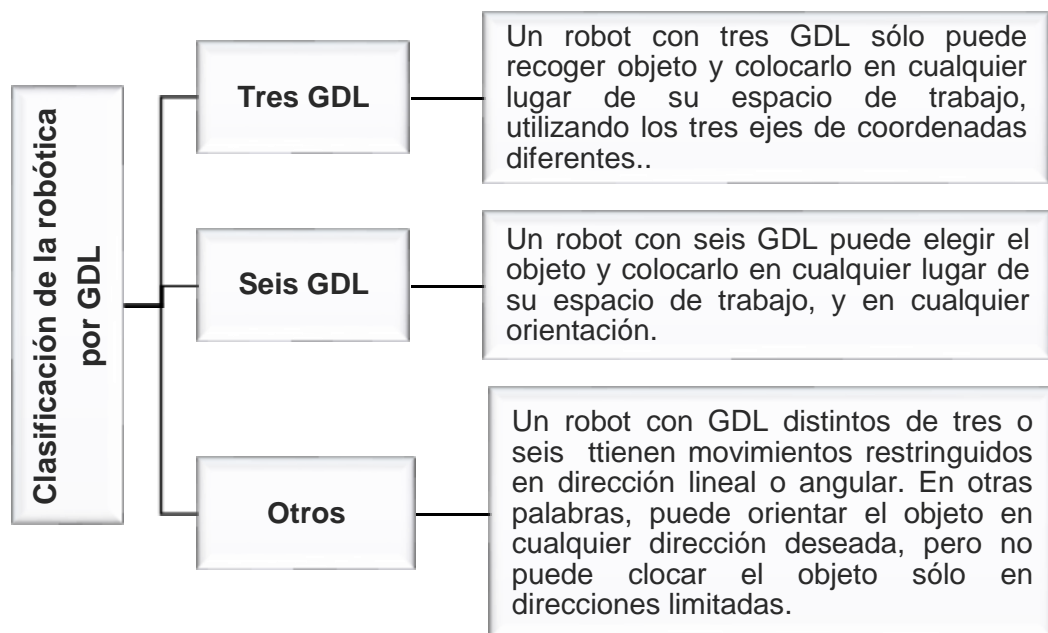 Clasificación de la robótica
por GDL
Tres GDL
Un robot con tres GDL sólo puede
recoger objeto y colocarlo en cualquier
lugar de su espacio de trabajo,
utilizando los tres ejes de coordenadas
diferentes..
Seis GDL
Un robot con seis GDL puede elegir el
objeto y colocarlo en cualquier lugar de
su espacio de trabajo, y en cualquier
orientación.
Otros
Un robot con GDL distintos de tres o
seis ttienen movimientos restringuidos
en dirección lineal o angular. En otras
palabras, puede orientar el objeto en
cualquier dirección deseada, pero no
puede clocar el objeto sólo en
direcciones limitadas.